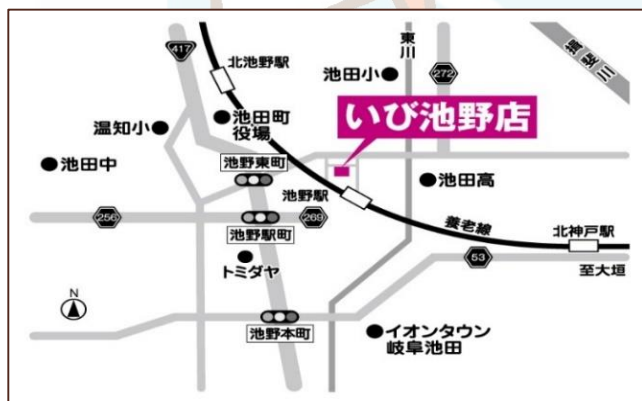 417
北池野駅
池田小
東川
272
揖斐川
温知小
池田町
役場
いび池野店
池田中
池野東町
池野駅
池田高
256
池野駅町
269
養老線
北神戸駅
トミダヤ
53
至大垣
N
池野本町
イオンタウン
岐阜池田